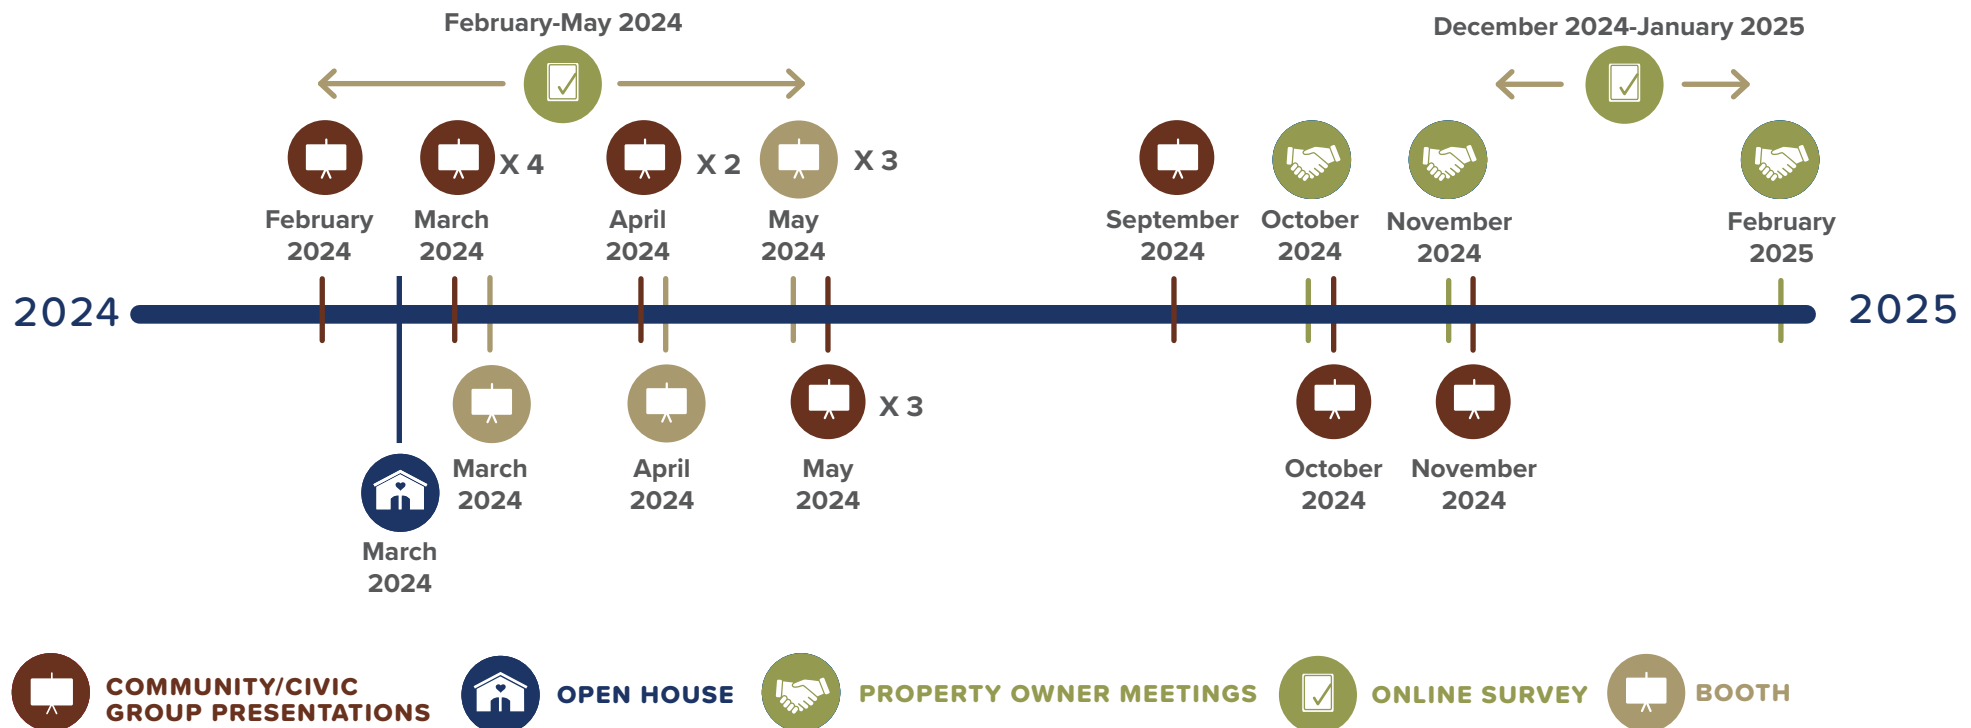 February-May 2024
December 2024-January 2025
X 4
X 2
X 3
February
2024
March
2024
April
2024
May
2024
September
2024
October
2024
November
2024
February
2025
2024
2025
X 3
March
2024
April
2024
May
2024
October
2024
November
2024
March
2024
COMMUNITY/CIVIC
GROUP PRESENTATIONS
OPEN HOUSE
PROPERTY OWNER MEETINGS
ONLINE SURVEY
BOOTH